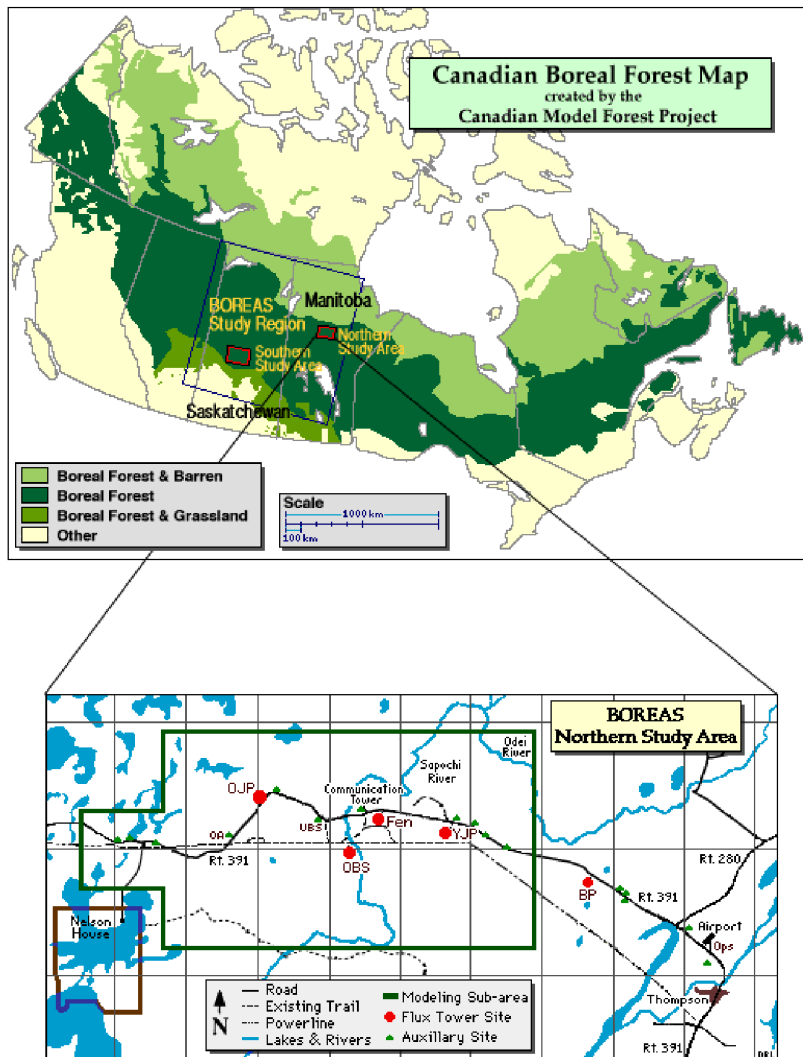 Canadian Boreal Forest Map
created by the
Canadian Model Forest Project
Manitoba
BOREAS
Study Region
Northern
Study Area
Southern
Study Area
Saskatchewan
Boreal Forest & Barren
Boreal Forest
Boreal Forest & Grassland
Other
Scale
1000 km
100 km
BOREAS
Northern Study Area
Odei
River
Sapochi
River
OJP
Communication
Tower
UBS
Fen
OA
YJP
Rt. 391
OBS
Rt. 280
BP
Rt. 391
Nelson
House
Airport
Ops
Thompson
Rt. 391
N
Road
Existing Trail
Powerline
Lakes & Rivers
Modeling Sub-area
Flux Tower Site
Auxillary Site